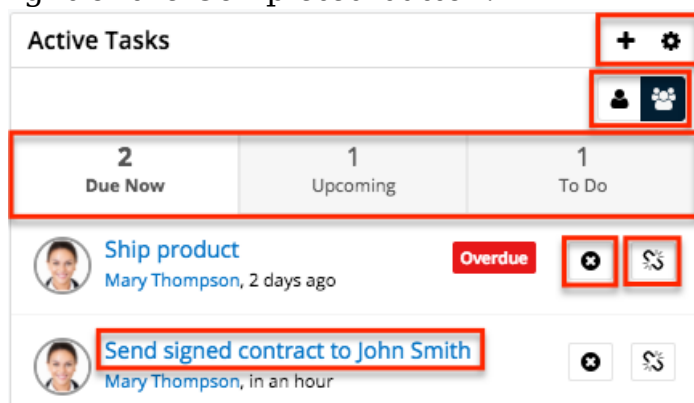 Active Tasks
2 1 1
Due Now Upcoming To Do
Ship product Overdue
Mary Thompson, 2 days ago
Send signed contract to John Smith
Mary Thompson, in an hour